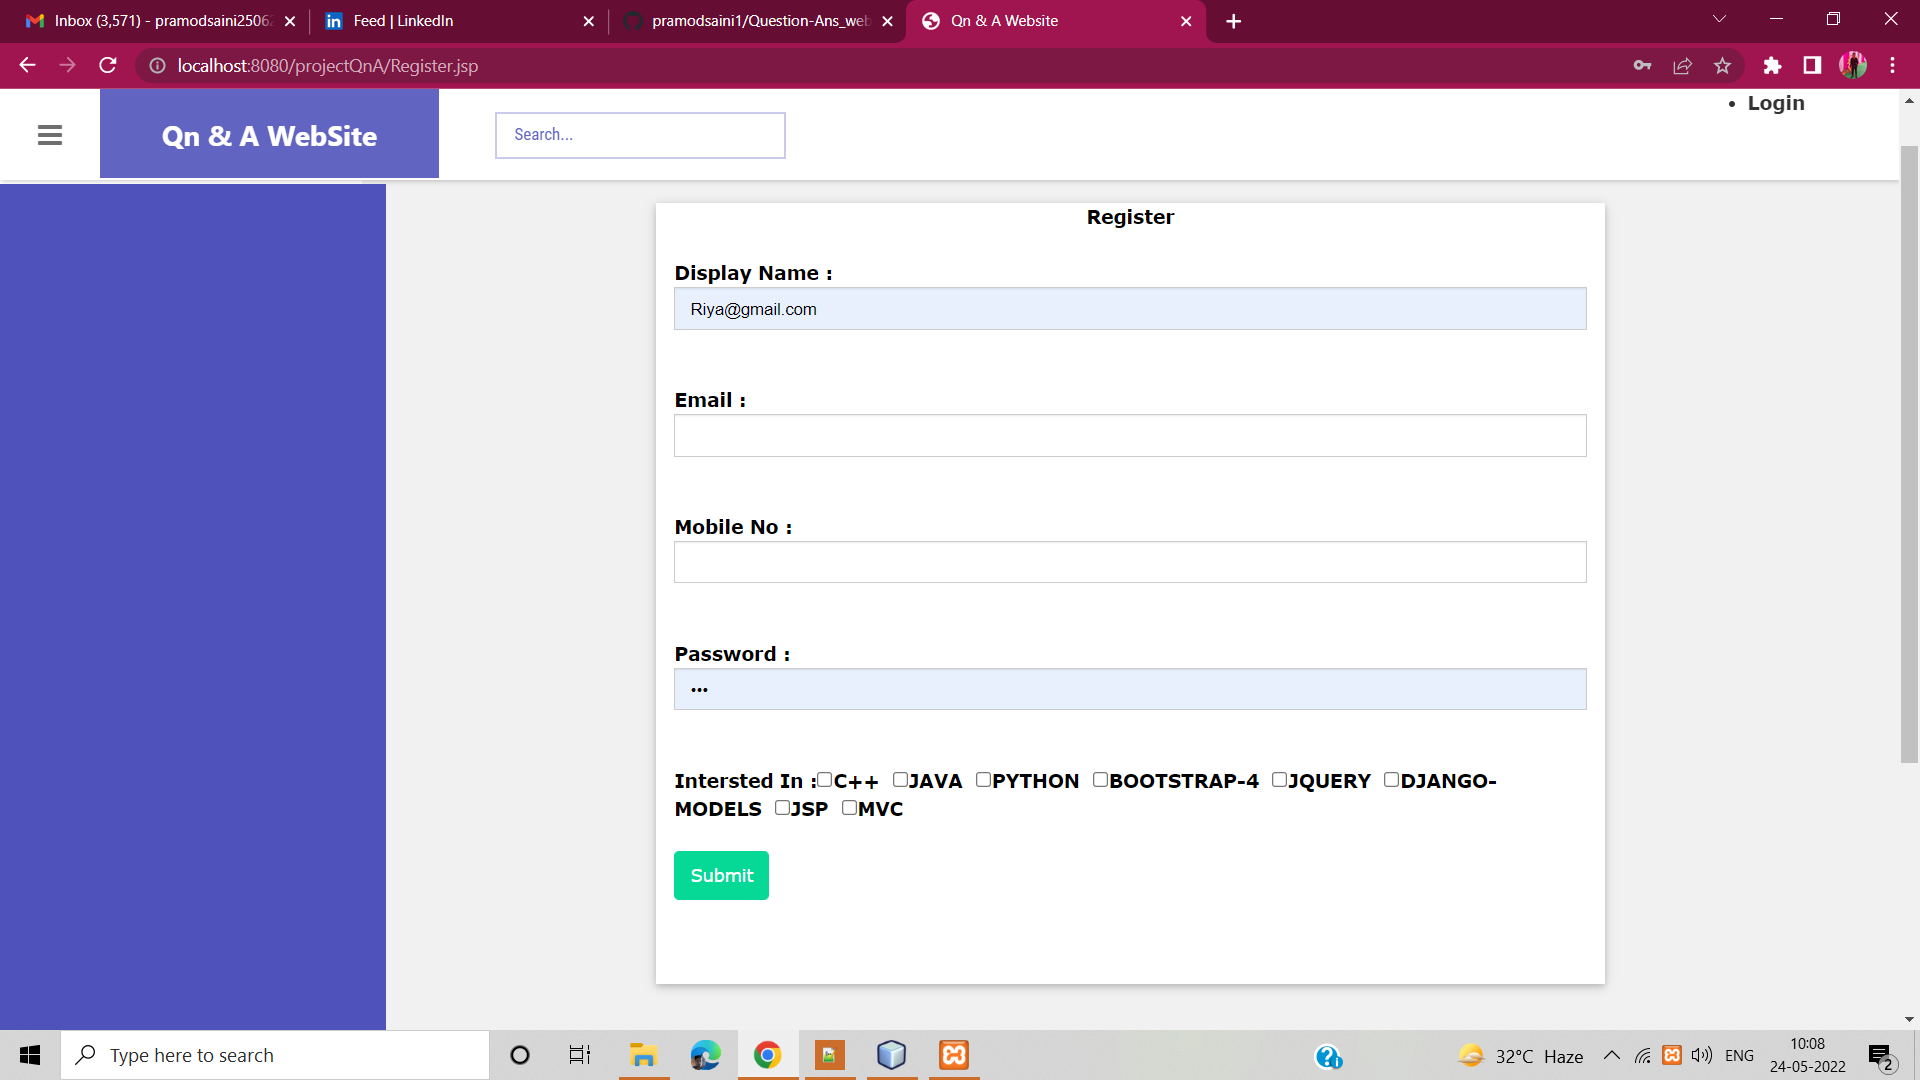 Inbox (3,571) - pramodsaini2506
Feed | LinkedIn
pramodsaini1/Question-Ans_web
Qn & A Website
localhost:8080/projectQnA/Register.jsp
Login
Qn & A WebSite
Search...
Register
Display Name :
Riya@gmail.com
Email :
Mobile No :
Password :
•••
Intersted In :C++ JAVA PYTHON BOOTSTRAP-4 JQUERY DJANGO-
MODELS JSP MVC
Submit
Type here to search
32°C Haze
ENG
10:08
24-05-2022
2